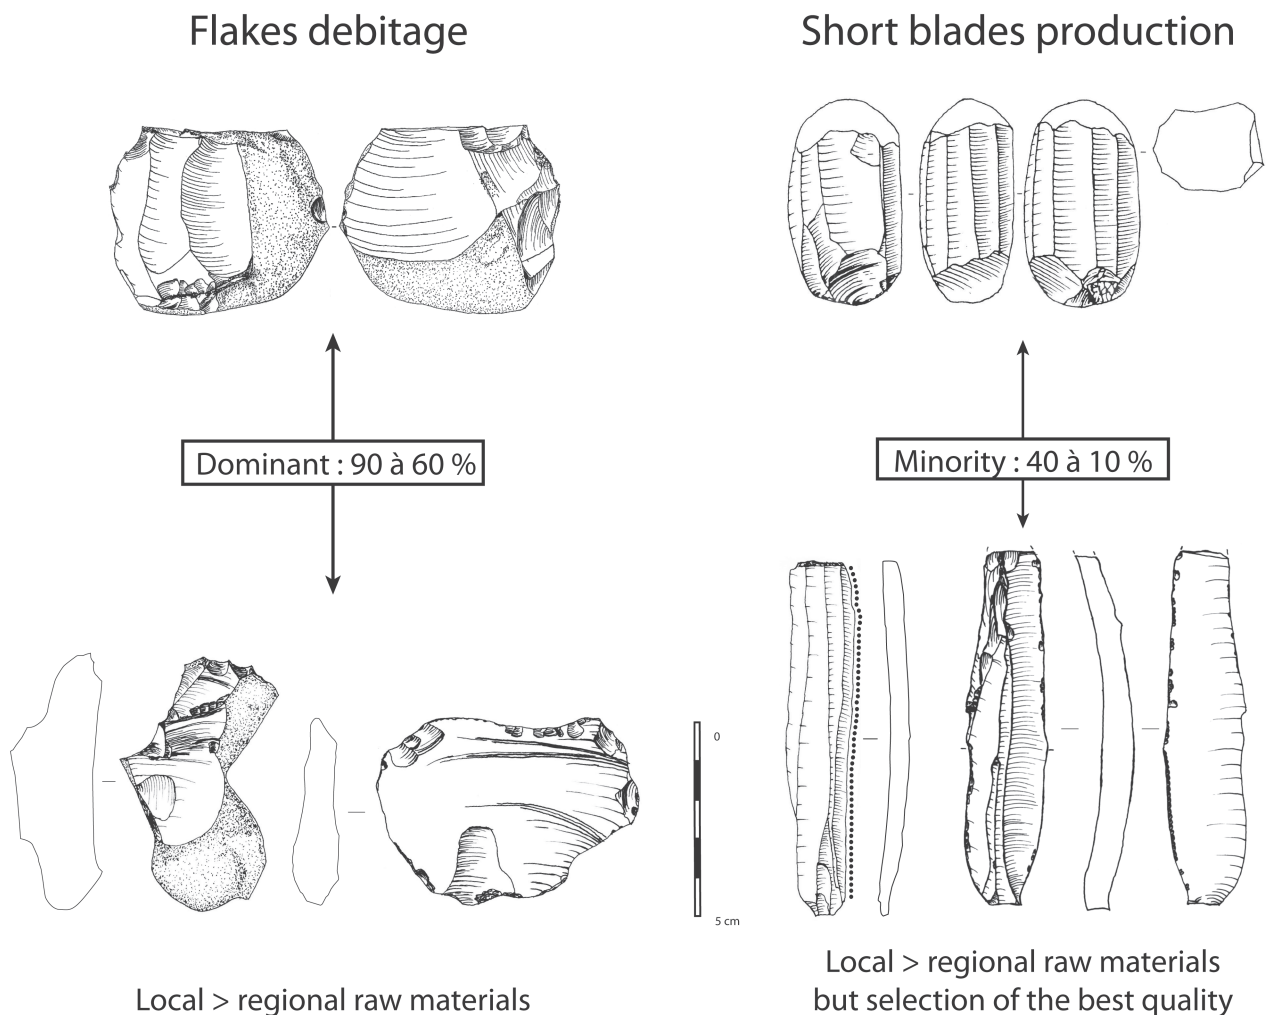 Flakes debitage
Short blades production
Dominant : 90 à 60 %
Minority : 40 à 10 %
0
5 cm
Local > regional raw materials
Local > regional raw materials
but selection of the best quality